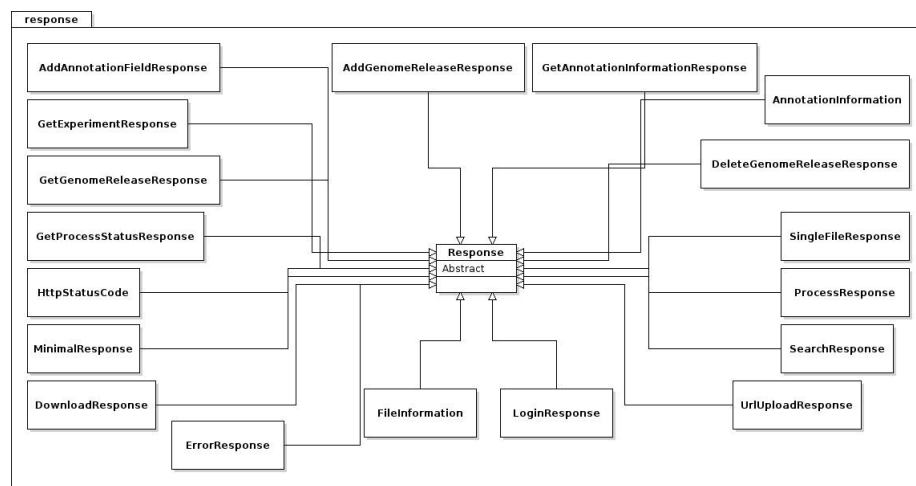 response
AddAnnotationFieldResponse
AddGenomeReleaseResponse
GetAnnotationInformationResponse
AnnotationInformation
GetExperimentResponse
DeleteGenomeReleaseResponse
GetGenomeReleaseResponse
GetProcessStatusResponse
SingleFileResponse
Response
Abstract
HttpStatusCode
ProcessResponse
MinimalResponse
SearchResponse
DownloadResponse
FileInformation
LoginResponse
UrlUploadResponse
ErrorResponse